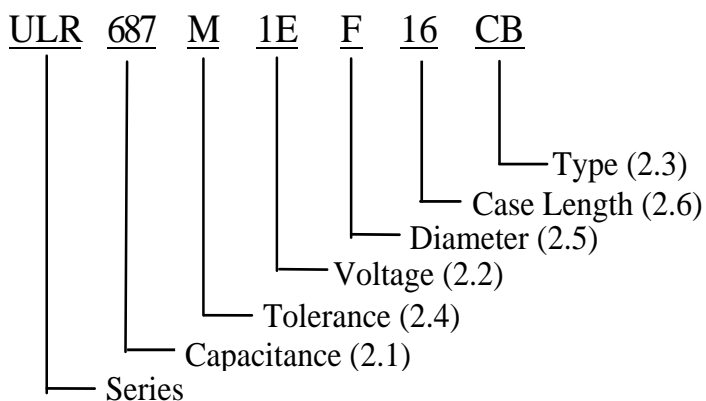 ULR 687 M 1E F 16 CB
Type (2.3)
Case Length (2.6)
Diameter (2.5)
Voltage (2.2)
Tolerance (2.4)
Capacitance (2.1)
Series